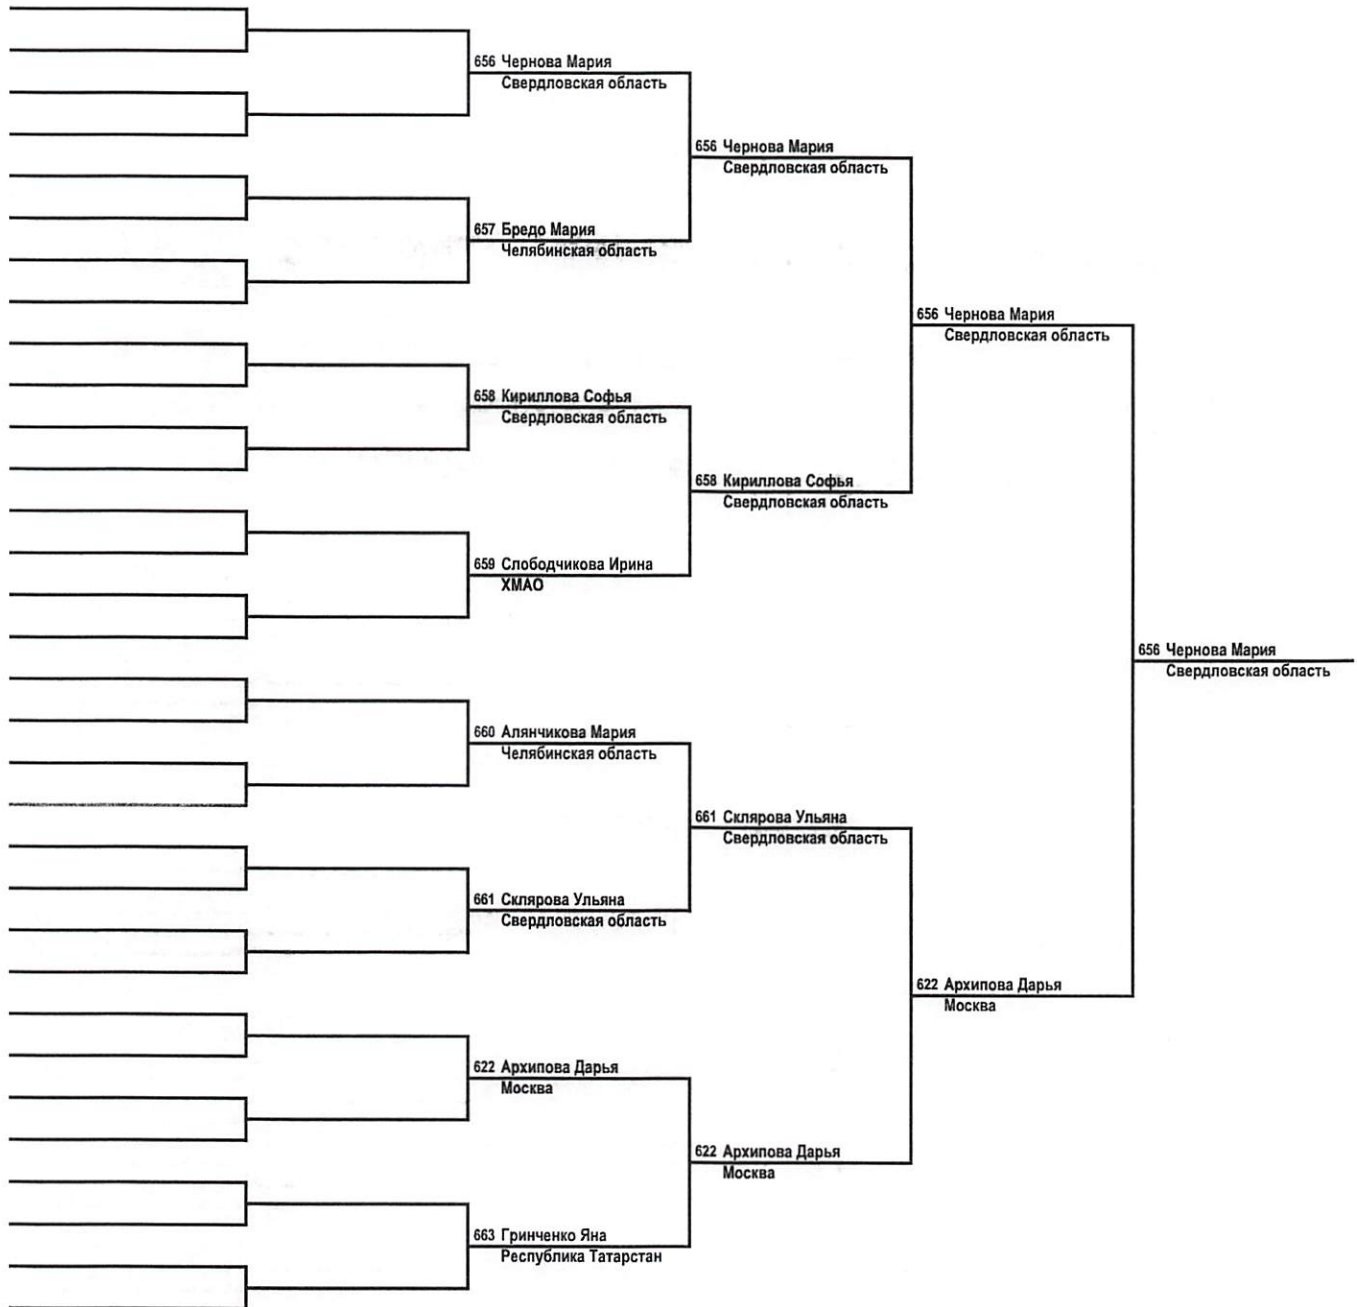 656 Чернова Мария
Свердловская область
656 Чернова Мария
Свердловская область
657 Бредо Мария
Челябинская область
656 Чернова Мария
Свердловская область
658 Кириллова Софья
Свердловская область
658 Кириллова Софья
Свердловская область
659 Слободчикова Ирина
ХМАО
656 Чернова Мария
Свердловская область
660 Алянчикова Мария
Челябинская область
661 Склярова Ульяна
Свердловская область
661 Склярова Ульяна
Свердловская область
622 Архипова Дарья
Москва
622 Архипова Дарья
Москва
622 Архипова Дарья
Москва
663 Гринченко Яна
Республика Татарстан